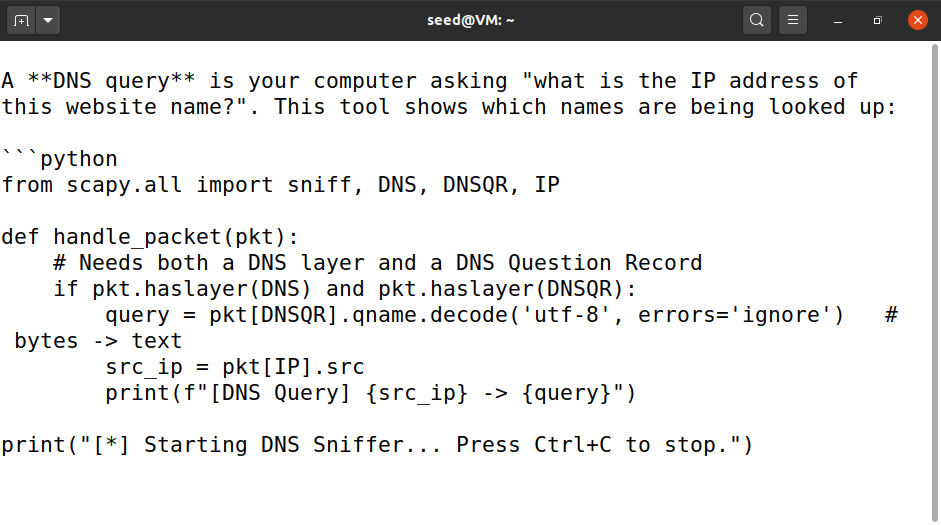 seed@VM: ~
A **DNS query** is your computer asking "what is the IP address of
this website name?". This tool shows which names are being looked up:
```python
from scapy.all import sniff, DNS, DNSQR, IP
def handle_packet(pkt):
    # Needs both a DNS layer and a DNS Question Record
    if pkt.haslayer(DNS) and pkt.haslayer(DNSQR):
        query = pkt[DNSQR].qname.decode('utf-8', errors='ignore')   #
 bytes -> text
        src_ip = pkt[IP].src
        print(f"[DNS Query] {src_ip} -> {query}")
print("[*] Starting DNS Sniffer... Press Ctrl+C to stop.")